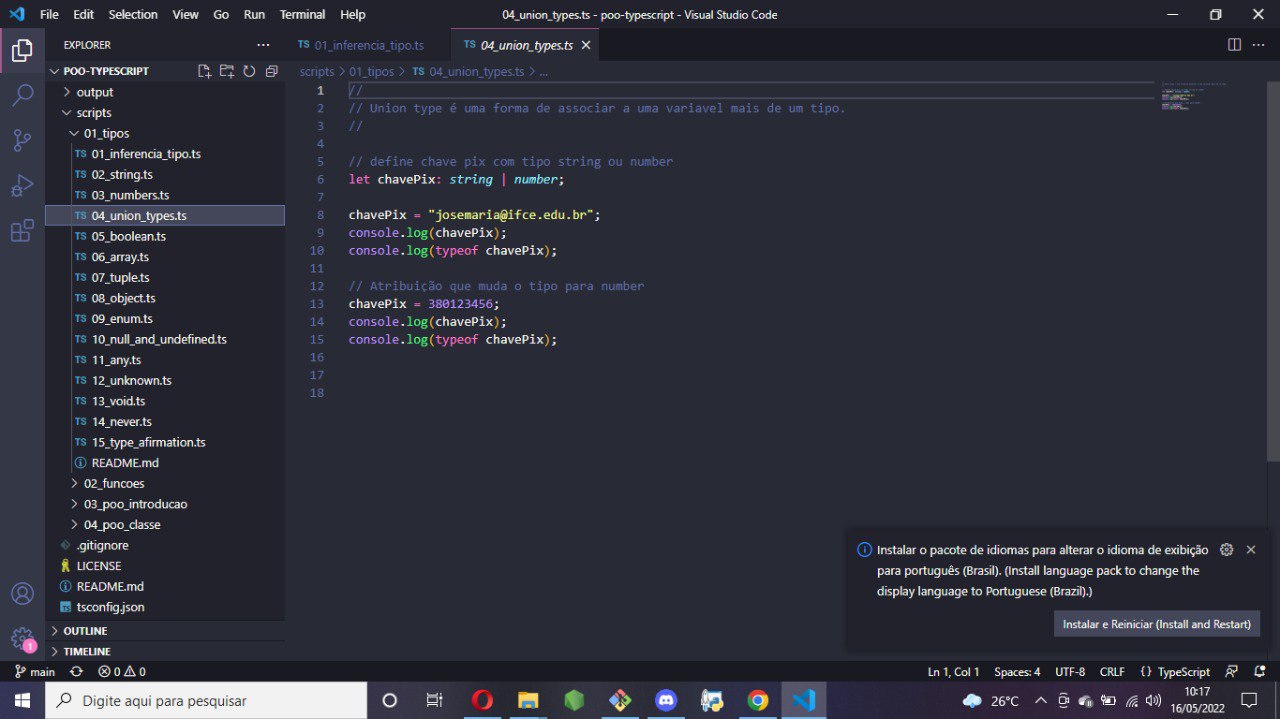 File Edit Selection View Go Run Terminal Help 04_union_types.ts - poo-typescript - Visual Studio Code
EXPLORER
TS 01_inferencia_tipo.ts
TS 04_union_types.ts
POO-TYPESCRIPT
output
scripts
01_tipos
TS 01_inferencia_tipo.ts
TS 02_string.ts
TS 03_numbers.ts
TS 04_union_types.ts
TS 05_boolean.ts
TS 06_array.ts
TS 07_tuple.ts
TS 08_object.ts
TS 09_enum.ts
TS 10_null_and_undefined.ts
TS 11_any.ts
TS 12_unknown.ts
TS 13_void.ts
TS 14_never.ts
TS 15_type_afirmation.ts
README.md
02_funcoes
03_poo_introducao
04_poo_classe
.gitignore
LICENSE
README.md
TS tsconfig.json
OUTLINE
TIMELINE
scripts > 01_tipos > TS 04_union_types.ts > ...
1 //
2 // Union type é uma forma de associar a uma variavel mais de um tipo.
3 //
4
5 // define chave pix com tipo string ou number
6 let chavePix: string | number;
7
8 chavePix = "josemaria@ifce.edu.br";
9 console.log(chavePix);
10 console.log(typeof chavePix);
11
12 // Atribuição que muda o tipo para number
13 chavePix = 380123456;
14 console.log(chavePix);
15 console.log(typeof chavePix);
16
17
18
Instalar o pacote de idiomas para alterar o idioma de exibição
para português (Brasil). (Install language pack to change the
display language to Portuguese (Brazil).)
Instalar e Reiniciar (Install and Restart)
1
main 0 0 Ln 1, Col 1 Spaces: 4 UTF-8 CRLF {} TypeScript
Digite aqui para pesquisar
26°C
10:17
16/05/2022